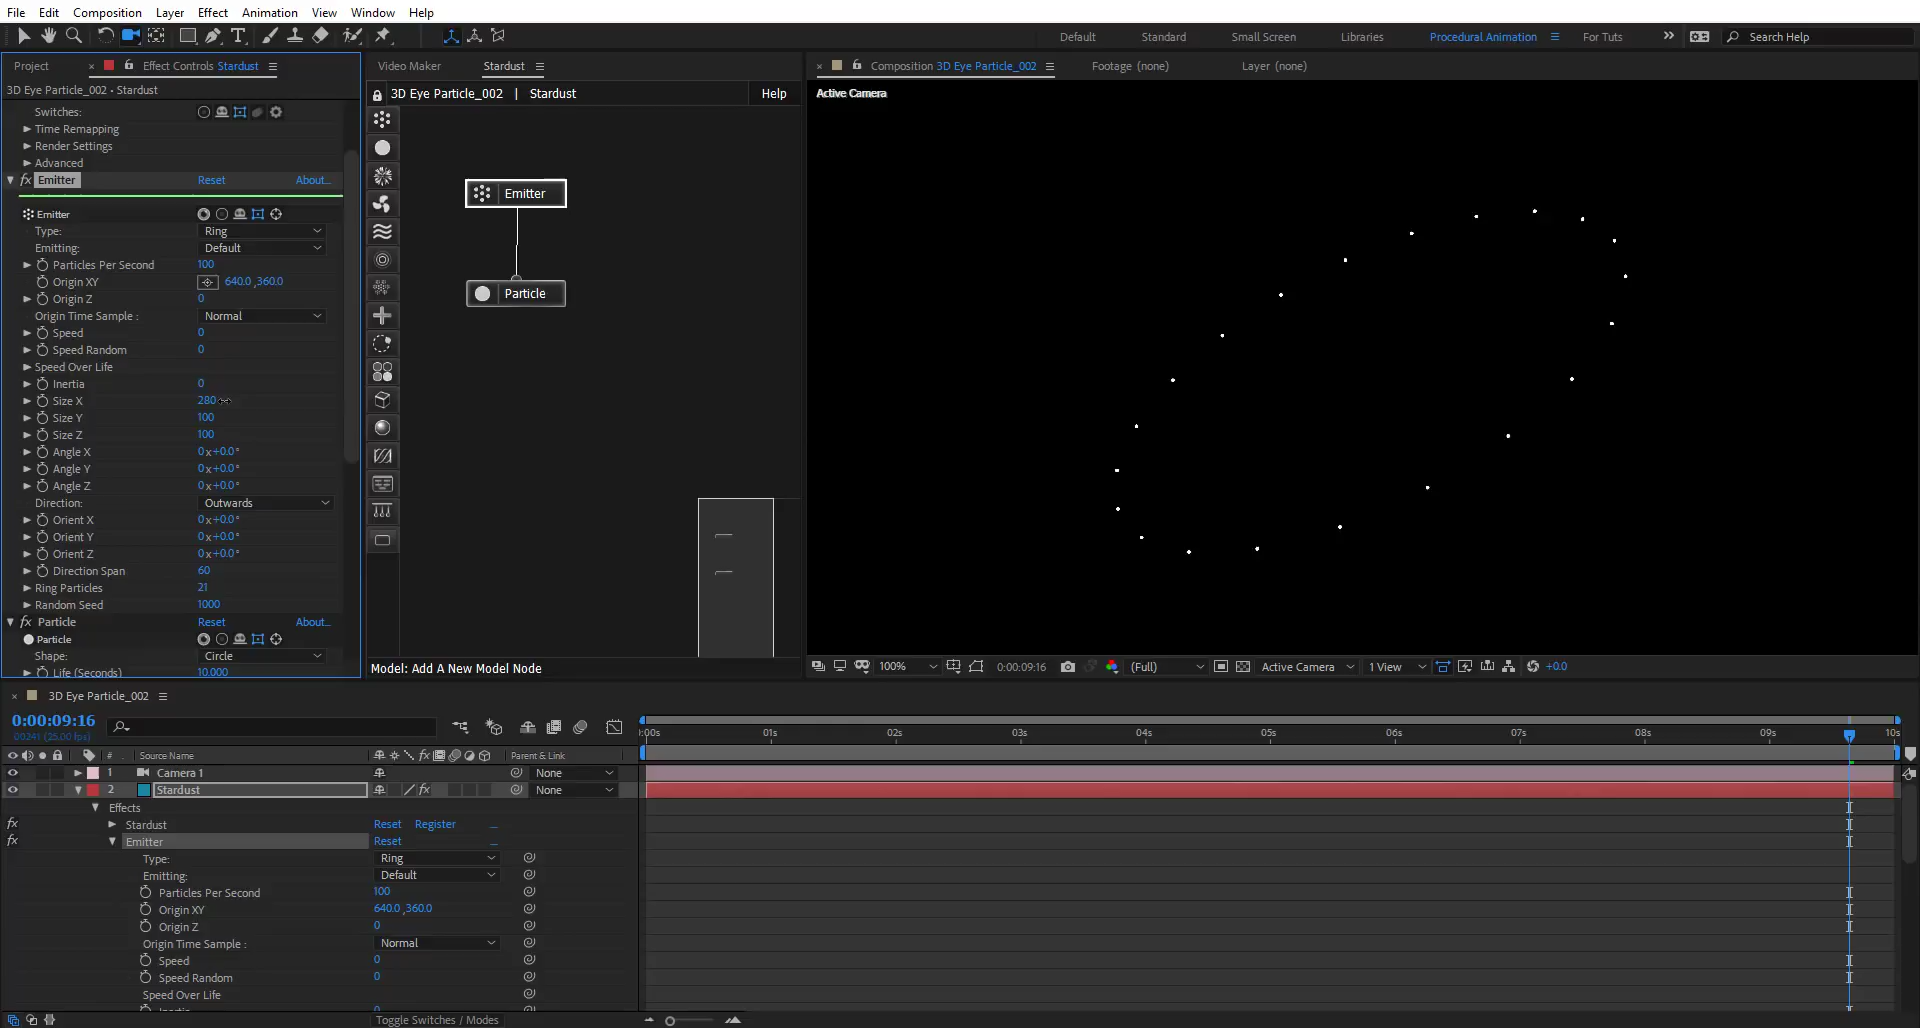 File Edit Composition Layer Effect Animation View Window Help
Default Standard Small Screen Libraries Procedural Animation For Tuts Search Help
Project Effect Controls Stardust
3D Eye Particle_002 • Stardust
Switches:
Time Remapping
Render Settings
Advanced
fx Emitter Reset About...
Emitter
Type: Ring
Emitting: Default
Particles Per Second 100
Origin XY 640.0 ,360.0
Origin Z 0
Origin Time Sample : Normal
Speed 0
Speed Random 0
Speed Over Life
Inertia 0
Size X 280
Size Y 100
Size Z 100
Angle X 0x+0.0°
Angle Y 0x+0.0°
Angle Z 0x+0.0°
Direction: Outwards
Orient X 0x+0.0°
Orient Y 0x+0.0°
Orient Z 0x+0.0°
Direction Span 60
Ring Particles 21
Random Seed 1000
fx Particle Reset About...
Particle
Shape: Circle
Life (Seconds) 10.000
Video Maker Stardust
3D Eye Particle_002 | Stardust Help
Emitter
Particle
Model: Add A New Model Node
Composition 3D Eye Particle_002 Footage (none) Layer (none)
Active Camera
100% 0:00:09:16 (Full) Active Camera 1 View +0.0
3D Eye Particle_002
0:00:09:16
00241 (25.00 fps)
:00s 01s 02s 03s 04s 05s 06s 07s 08s 09s 10s
# Source Name fx Parent & Link
1 Camera 1 None
2 Stardust fx None
Effects
fx Stardust Reset Register ...
fx Emitter Reset ...
Type: Ring
Emitting: Default
Particles Per Second 100
Origin XY 640.0 ,360.0
Origin Z 0
Origin Time Sample : Normal
Speed 0
Speed Random 0
Speed Over Life
Toggle Switches / Modes